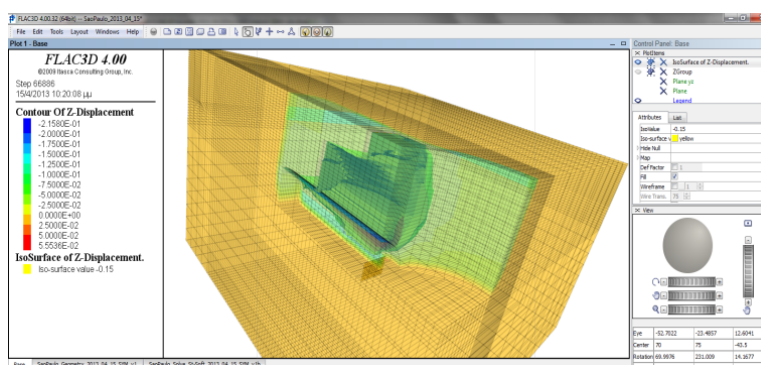 FLAC3D 4.00.32 (64bit) -- SaoPaulo_2013_04_15*
File Edit Tools Layout Windows Help
Plot 1 - Base
FLAC3D 4.00
©2009 Itasca Consulting Group, Inc.
Step 66886
15/4/2013 10:20:08 μμ
Contour Of Z-Displacement
-2.1580E-01
-2.0000E-01
-1.7500E-01
-1.5000E-01
-1.2500E-01
-1.0000E-01
-7.5000E-02
-5.0000E-02
-2.5000E-02
0.0000E+00
2.5000E-02
5.0000E-02
5.5536E-02
IsoSurface of Z-Displacement.
Iso-surface value -0.15
Control Panel: Base
PlotItems
IsoSurface of Z-Displacement.
ZGroup
Plane yz
Plane
Legend
Attributes List
IsoValue -0.15
Iso-surface yellow
Hide Null
Map
Def Factor 1
Fill
Wireframe 1
Wire Trans. 75
View
Eye -52.7022 -23.4857 12.6041
Center 70 75 -43.5
Rotation 69.9976 231.009 14.1677
Base